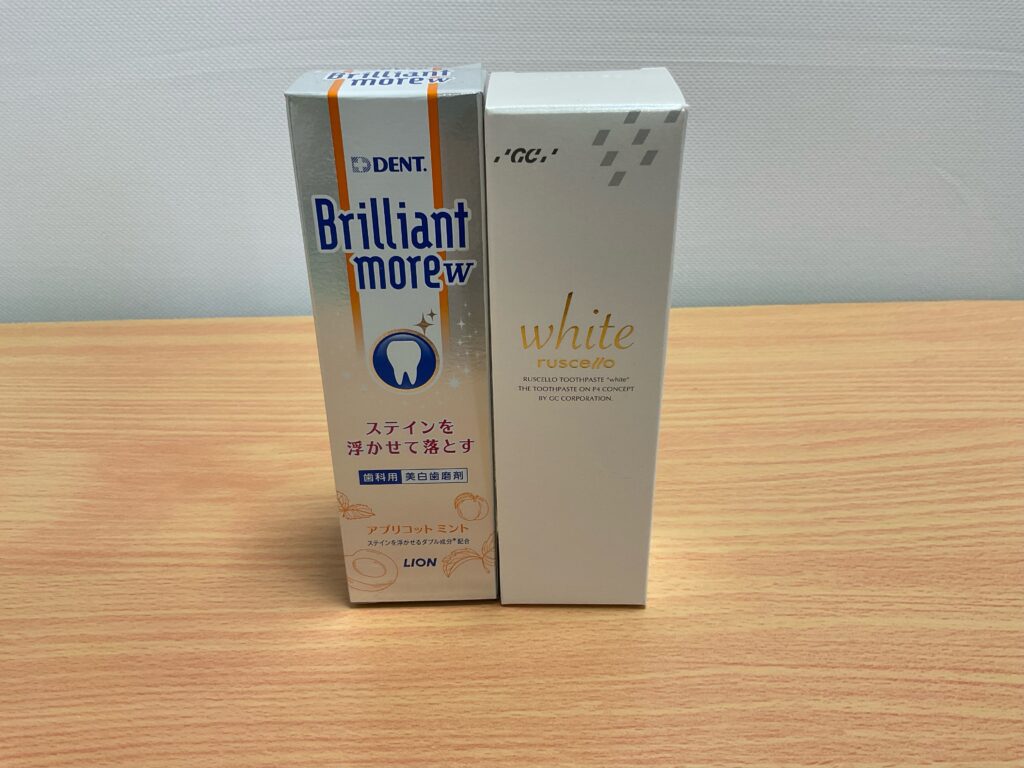 Brilliant
morew
DENT.
Brilliant
morew
ステインを
浮かせて落とす
歯科用 美白歯磨剤
アプリコット ミント
ステインを浮かせるダブル成分*配合
LION
GC
white
ruscello
RUSCELLO TOOTHPASTE "white"
THE TOOTHPASTE ON P4 CONCEPT
BY GC CORPORATION.